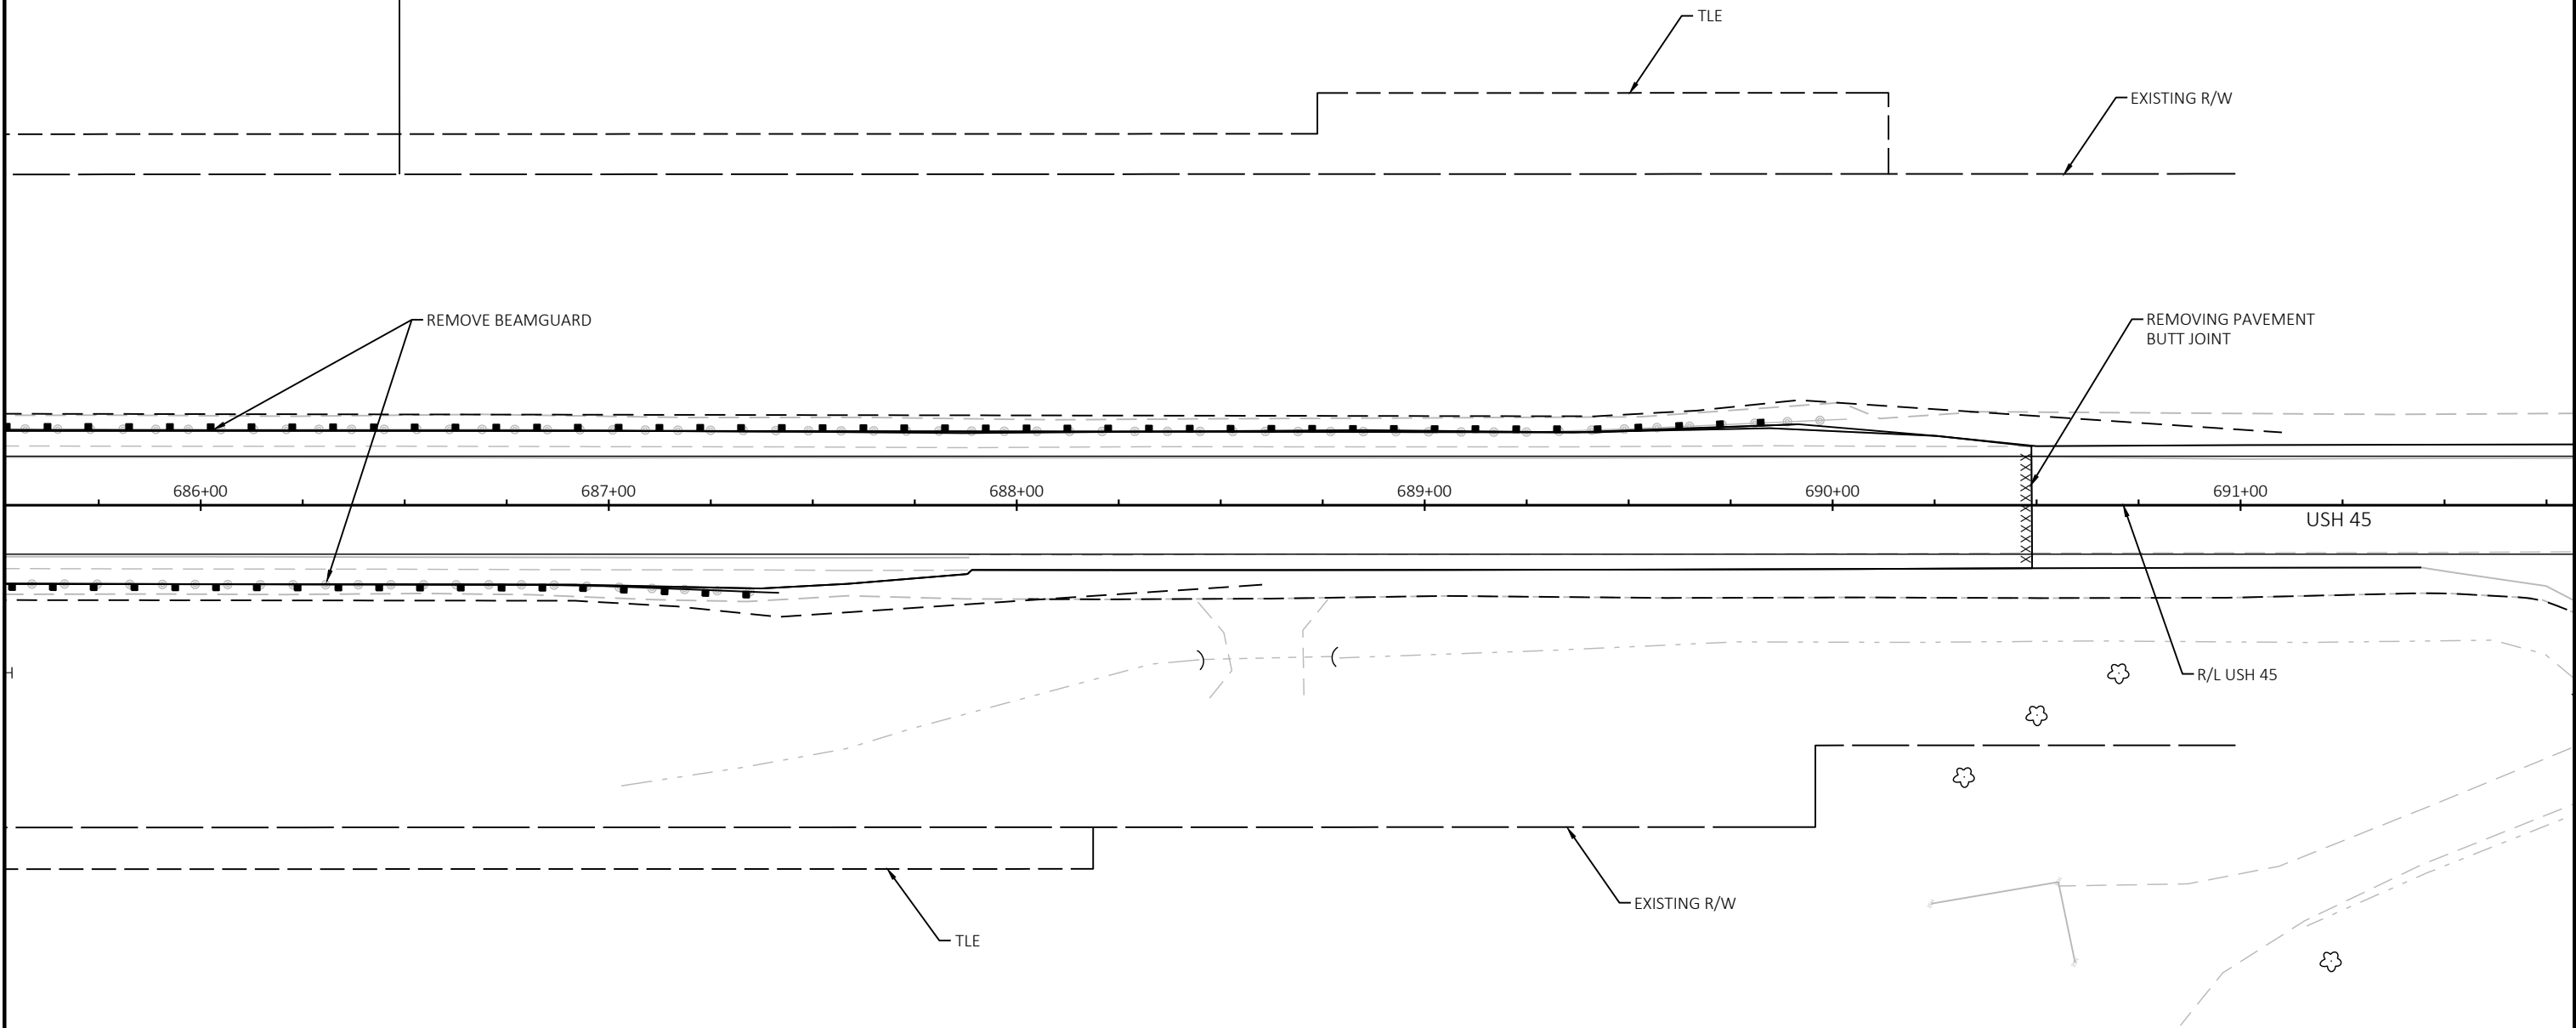 TLE
EXISTING R/W
REMOVE BEAMGUARD
REMOVING PAVEMENT
BUTT JOINT
686+00
687+00
688+00
689+00
690+00
691+00
USH 45
R/L USH 45
EXISTING R/W
TLE